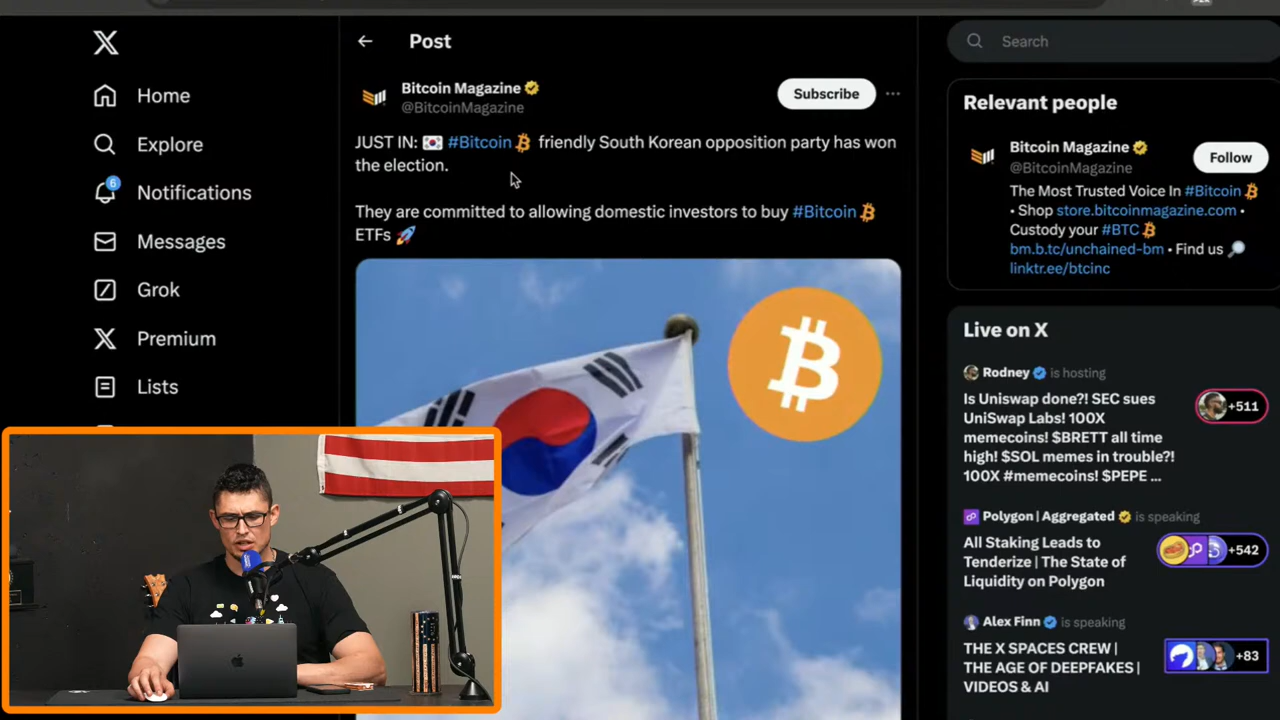 Post
Search
Home
Explore
6
Notifications
Messages
Grok
Premium
Lists
Bitcoin Magazine
@BitcoinMagazine
Subscribe
JUST IN: 🇰🇷 #Bitcoin friendly South Korean opposition party has won
the election.
They are committed to allowing domestic investors to buy #Bitcoin
ETFs 🚀
Relevant people
Bitcoin Magazine
@BitcoinMagazine
Follow
The Most Trusted Voice In #Bitcoin
• Shop store.bitcoinmagazine.com •
Custody your #BTC
bm.b.tc/unchained-bm • Find us 🔎
linktr.ee/btcinc
Live on X
Rodney is hosting
Is Uniswap done?! SEC sues
UniSwap Labs! 100X
memecoins! $BRETT all time
high! $SOL memes in trouble?!
100X #memecoins! $PEPE ...
+511
Polygon | Aggregated is speaking
All Staking Leads to
Tenderize | The State of
Liquidity on Polygon
+542
Alex Finn is speaking
THE X SPACES CREW |
THE AGE OF DEEPFAKES |
VIDEOS & AI
+83